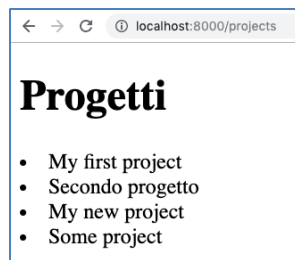 localhost:8000/projects
Progetti
My first project
Secondo progetto
My new project
Some project